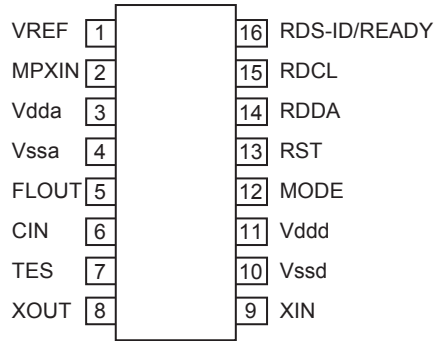 VREF 1 16 RDS-ID/READY
MPXIN 2 15 RDCL
Vdda 3 14 RDDA
Vssa 4 13 RST
FLOUT 5 12 MODE
CIN 6 11 Vddd
TES 7 10 Vssd
XOUT 8 9 XIN